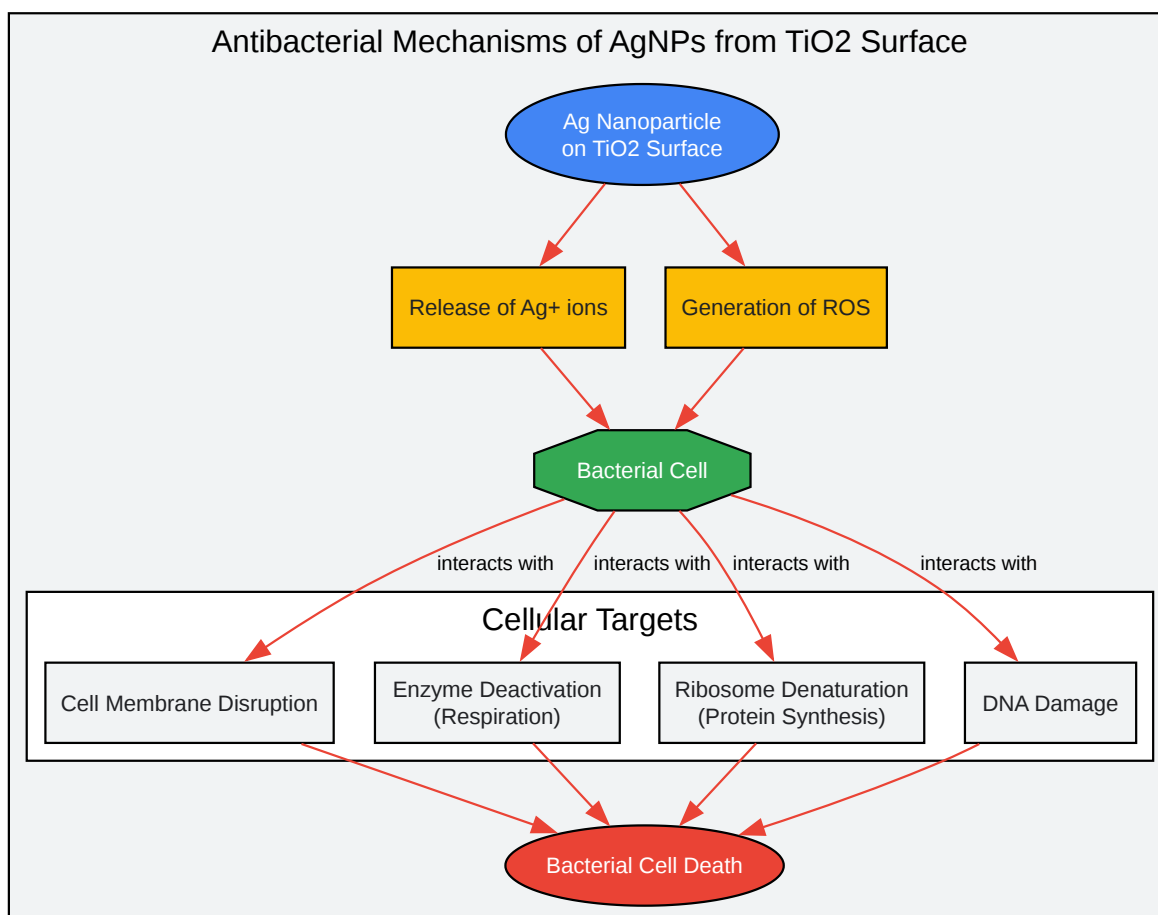 Antibacterial Mechanisms of AgNPs from TiO2 Surface
Ag Nanoparticle
on TiO2 Surface
Release of Ag+ ions
Generation of ROS
Bacterial Cell
interacts with
interacts with
interacts with
interacts with
Cellular Targets
Cell Membrane Disruption
Enzyme Deactivation
(Respiration)
Ribosome Denaturation
(Protein Synthesis)
DNA Damage
Bacterial Cell Death